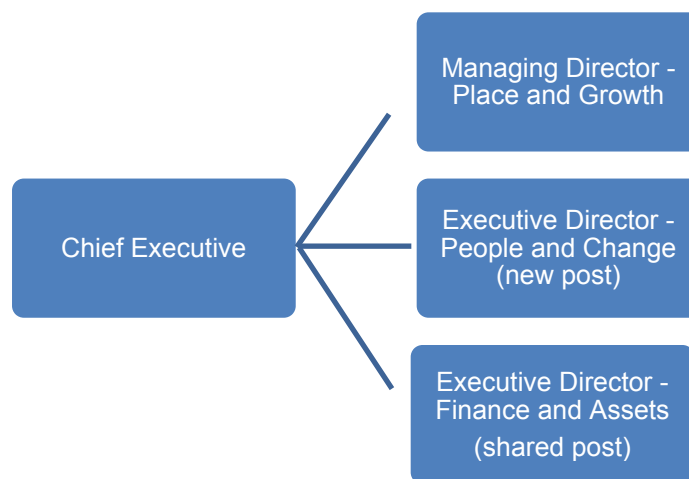 Managing Director -
Place and Growth
Chief Executive
Executive Director -
People and Change
(new post)
Executive Director -
Finance and Assets
(shared post)